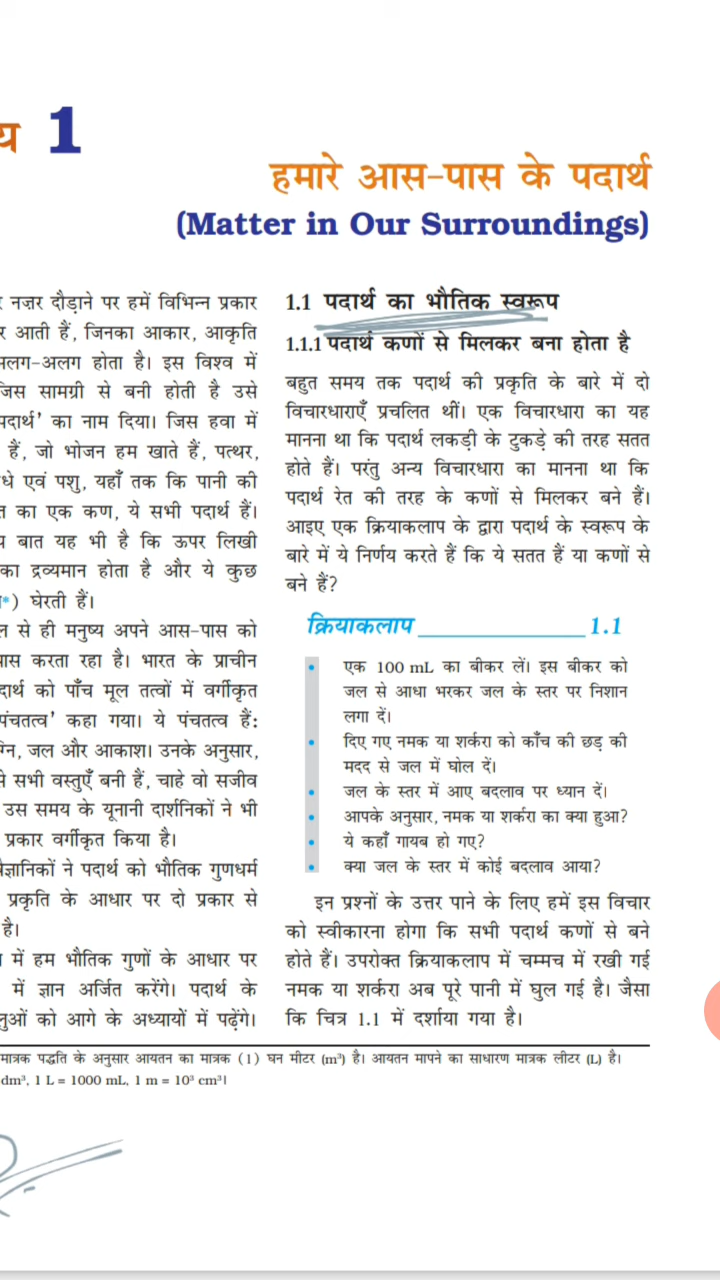 य 1
हमारे आस-पास के पदार्थ
(Matter in Our Surroundings)
नज़र दौड़ाने पर हमें विभिन्न प्रकार
आती हैं, जिनका आकार, आकृति
अलग-अलग होता है। इस विश्व में
जिस सामग्री से बनी होती है उसे
पदार्थ' का नाम दिया। जिस हवा में
हैं, जो भोजन हम खाते हैं, पत्थर,
धे एवं पशु, यहाँ तक कि पानी की
त का एक कण, ये सभी पदार्थ हैं।
य बात यह भी है कि ऊपर लिखी
का द्रव्यमान होता है और ये कुछ
*) घेरती हैं।
ल से ही मनुष्य अपने आस-पास को
यास करता रहा है। भारत के प्राचीन
दार्थ को पाँच मूल तत्वों में वर्गीकृत
पंचतत्व' कहा गया। ये पंचतत्व हैं:
ग्नि, जल और आकाश। उनके अनुसार,
से सभी वस्तुएँ बनी हैं, चाहे वो सजीव
उस समय के यूनानी दार्शनिकों ने भी
प्रकार वर्गीकृत किया है।
वैज्ञानिकों ने पदार्थ को भौतिक गुणधर्म
प्रकृति के आधार पर दो प्रकार से
है।
में हम भौतिक गुणों के आधार पर
में ज्ञान अर्जित करेंगे। पदार्थ के
लुओं को आगे के अध्यायों में पढ़ेंगे।
1.1 पदार्थ का भौतिक स्वरूप
1.1.1 पदार्थ कणों से मिलकर बना होता है
बहुत समय तक पदार्थ की प्रकृति के बारे में दो
विचारधाराएँ प्रचलित थीं। एक विचारधारा का यह
मानना था कि पदार्थ लकड़ी के टुकड़े की तरह सतत
होते हैं। परंतु अन्य विचारधारा का मानना था कि
पदार्थ रेत की तरह के कणों से मिलकर बने हैं।
आइए एक क्रियाकलाप के द्वारा पदार्थ के स्वरूप के
बारे में ये निर्णय करते हैं कि ये सतत हैं या कणों से
बने हैं?
क्रियाकलाप ______________ 1.1
• एक 100 mL का बीकर लें। इस बीकर को
जल से आधा भरकर जल के स्तर पर निशान
लगा दें।
• दिए गए नमक या शर्करा को काँच की छड़ की
मदद से जल में घोल दें।
• जल के स्तर में आए बदलाव पर ध्यान दें।
• आपके अनुसार, नमक या शर्करा का क्या हुआ?
• ये कहाँ गायब हो गए?
• क्या जल के स्तर में कोई बदलाव आया?
इन प्रश्नों के उत्तर पाने के लिए हमें इस विचार
को स्वीकारना होगा कि सभी पदार्थ कणों से बने
होते हैं। उपरोक्त क्रियाकलाप में चम्मच में रखी गई
नमक या शर्करा अब पूरे पानी में घुल गई है। जैसा
कि चित्र 1.1 में दर्शाया गया है।
मात्रक पद्धति के अनुसार आयतन का मात्रक (1) घन मीटर (m³) है। आयतन मापने का साधारण मात्रक लीटर (L) है।
dm³, 1 L = 1000 mL, 1 m = 10³ cm³।